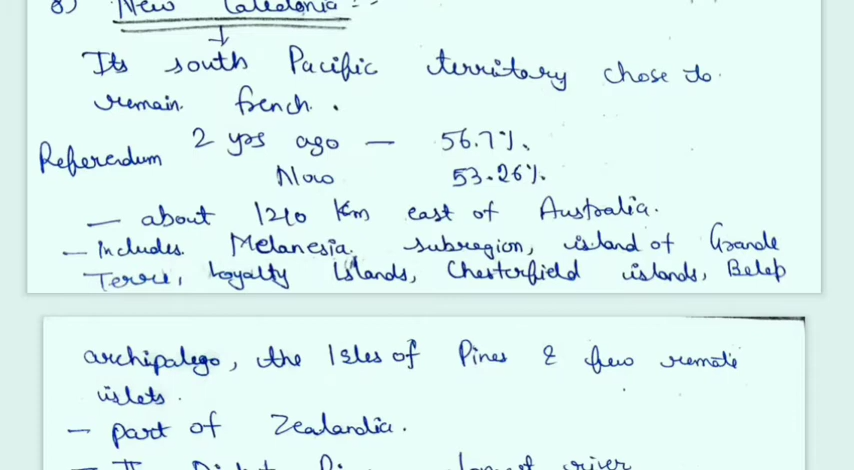 8) New Caledonia :-
Its south Pacific territory chose to
remain french.
Referendum 2 yrs ago — 56.7%.
Now 53.26%.
— about 1210 km east of Australia.
— Includes Melanesia subregion, island of Grande
Terre, Loyalty Islands, Chesterfield islands, Belep
archipalego, the Isles of Pines & few remote
islets.
— part of Zealandia.
river